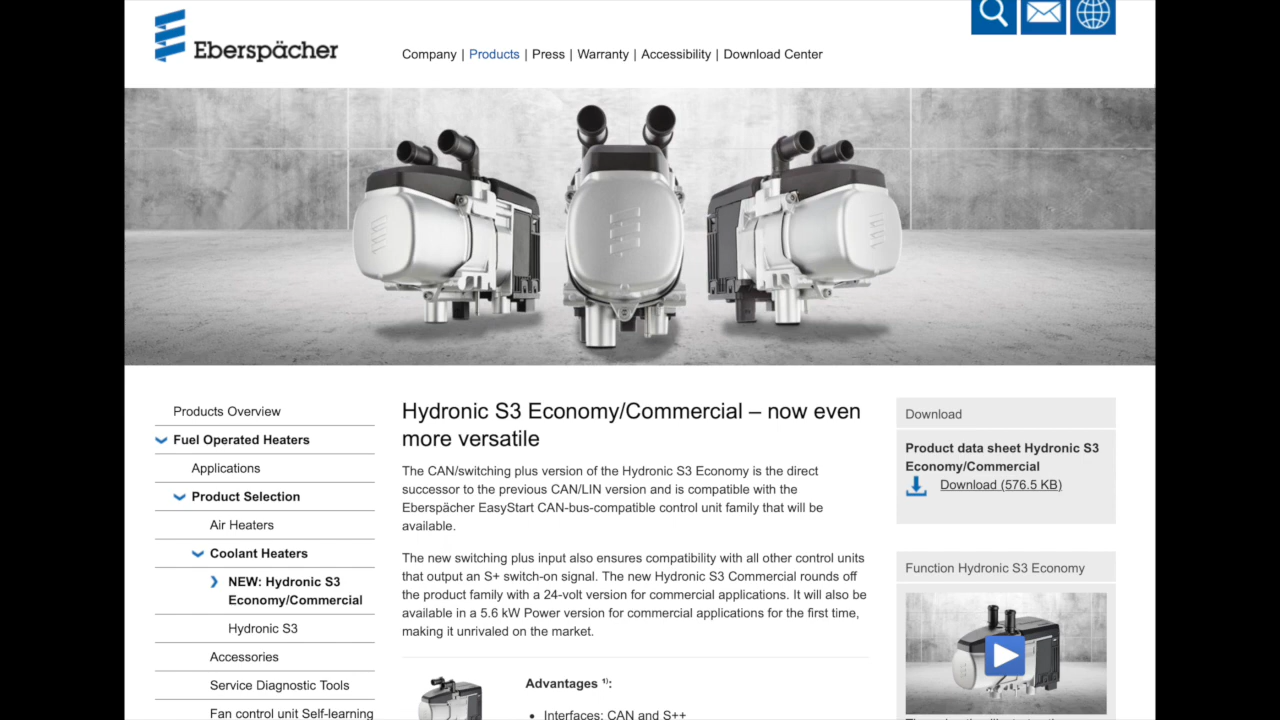 Eberspächer
Company | Products | Press | Warranty | Accessibility | Download Center
Products Overview
Fuel Operated Heaters
Applications
Product Selection
Air Heaters
Coolant Heaters
NEW: Hydronic S3
Economy/Commercial
Hydronic S3
Accessories
Service Diagnostic Tools
Fan control unit Self-learning
Hydronic S3 Economy/Commercial – now even
more versatile
The CAN/switching plus version of the Hydronic S3 Economy is the direct
successor to the previous CAN/LIN version and is compatible with the
Eberspächer EasyStart CAN-bus-compatible control unit family that will be
available.
The new switching plus input also ensures compatibility with all other control units
that output an S+ switch-on signal. The new Hydronic S3 Commercial rounds off
the product family with a 24-volt version for commercial applications. It will also be
available in a 5.6 kW Power version for commercial applications for the first time,
making it unrivaled on the market.
Advantages ¹⁾:
• Interfaces: CAN and S++
Download
Product data sheet Hydronic S3
Economy/Commercial
Download (576.5 KB)
Function Hydronic S3 Economy